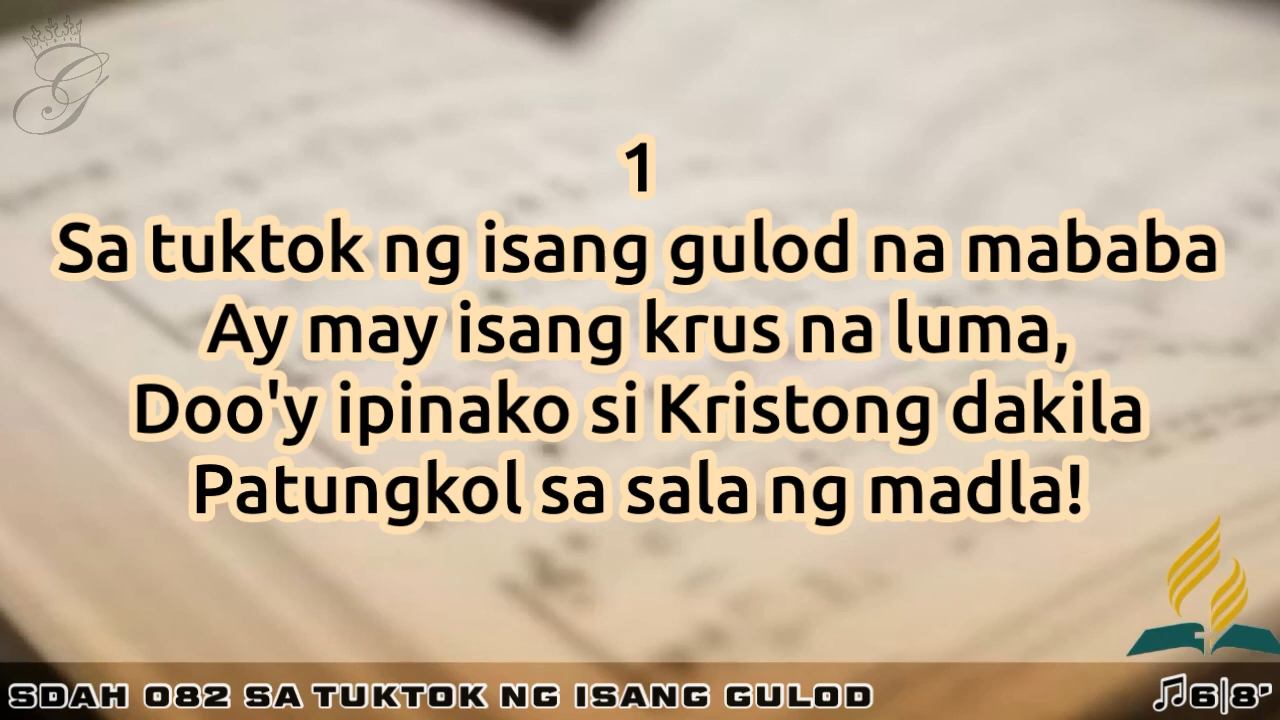 1
Sa tuktok ng isang gulod na mababa
Ay may isang krus na luma,
Doo'y ipinako si Kristong dakila
Patungkol sa sala ng madla!
SDAH 082 SA TUKTOK NG ISANG GULOD
♫6|8'